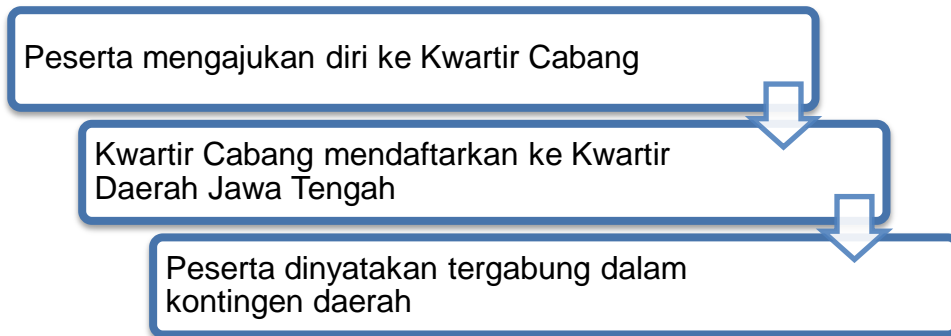 Peserta mengajukan diri ke Kwartir Cabang
Kwartir Cabang mendaftarkan ke Kwartir
Daerah Jawa Tengah
Peserta dinyatakan tergabung dalam
kontingen daerah